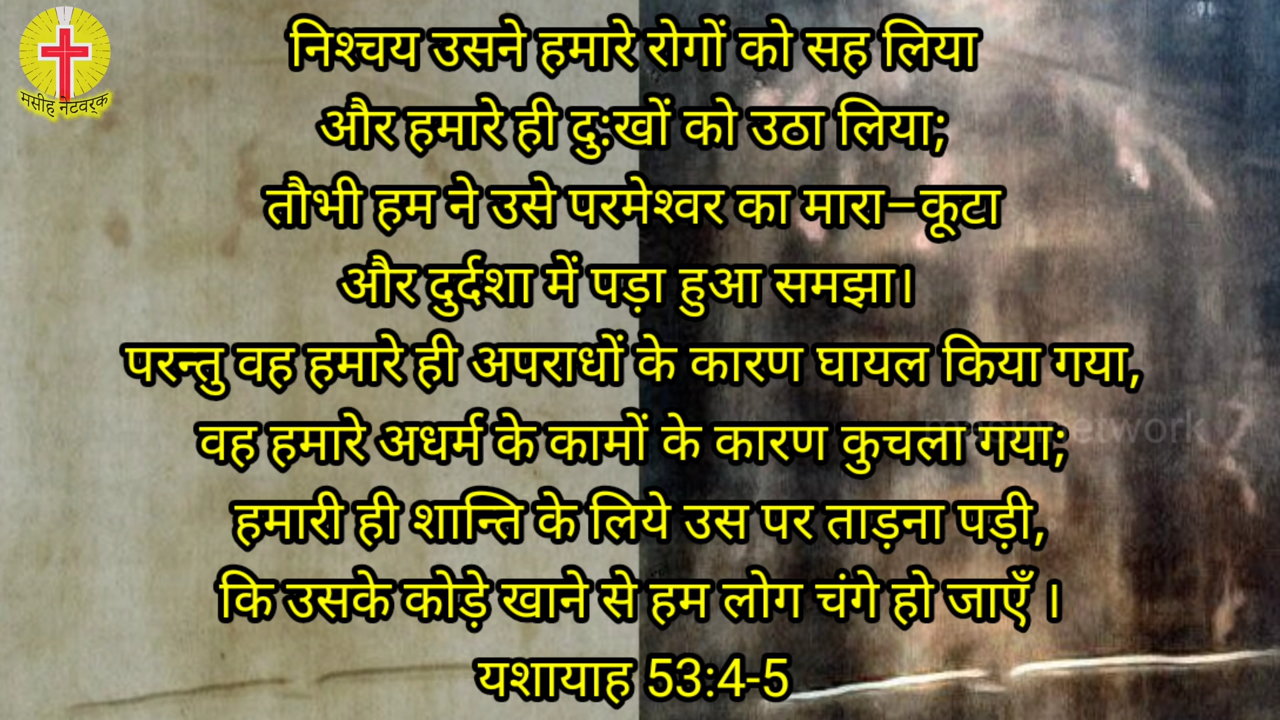 मसीह नेटवर्क
निश्चय उसने हमारे रोगों को सह लिया
और हमारे ही दु:खों को उठा लिया;
तौभी हम ने उसे परमेश्वर का मारा–कूटा
और दुर्दशा में पड़ा हुआ समझा।
परन्तु वह हमारे ही अपराधों के कारण घायल किया गया,
वह हमारे अधर्म के कामों के कारण कुचला गया;
हमारी ही शान्ति के लिये उस पर ताड़ना पड़ी,
कि उसके कोड़े खाने से हम लोग चंगे हो जाएँ ।
यशायाह 53:4-5